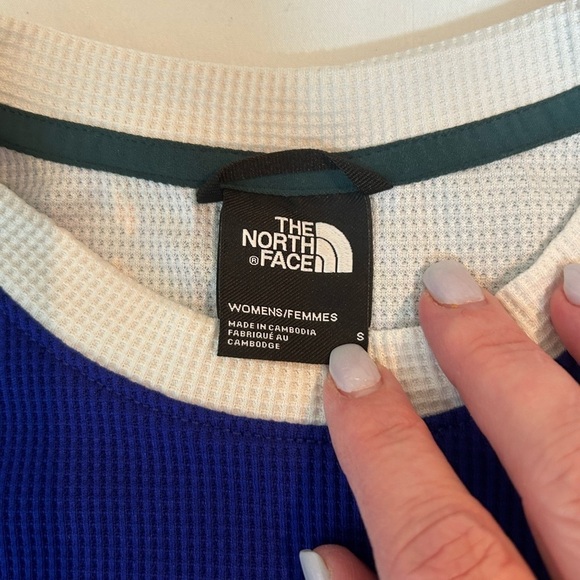 THE
NORTH
®FACE
WOMENS/FEMMES
MADE IN CAMBODIA
FABRIQUÉ AU
CAMBODGE
S